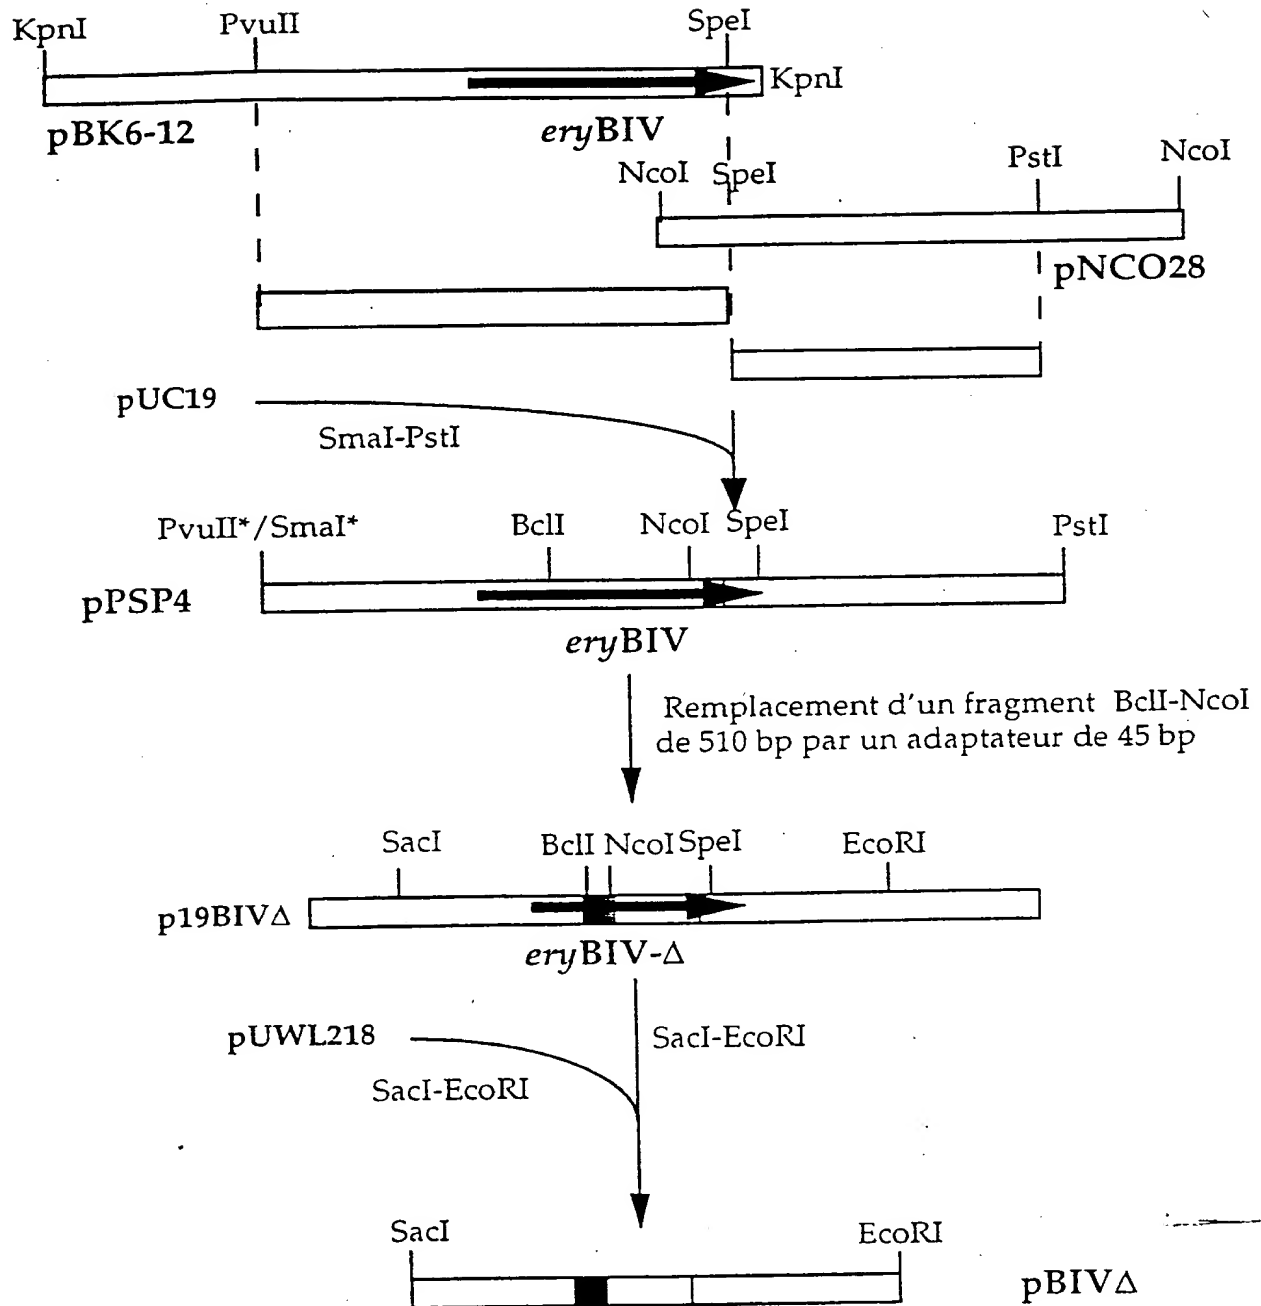 KpnI PvuII SpeI
KpnI
pBK6-12 eryBIV
NcoI SpeI PstI NcoI
pNCO28
pUC19
SmaI-PstI
PvuII*/SmaI* BclI NcoI SpeI PstI
pPSP4
eryBIV
Remplacement d'un fragment BclI-NcoI
de 510 bp par un adaptateur de 45 bp
SacI BclI NcoI SpeI EcoRI
p19BIVΔ
eryBIV-Δ
pUWL218 SacI-EcoRI
SacI-EcoRI
SacI EcoRI
pBIVΔ